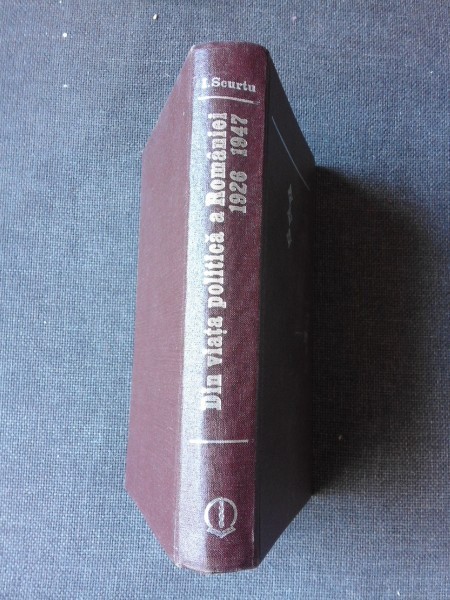 I. Scurtu
Din viața politică a României
1926 1947